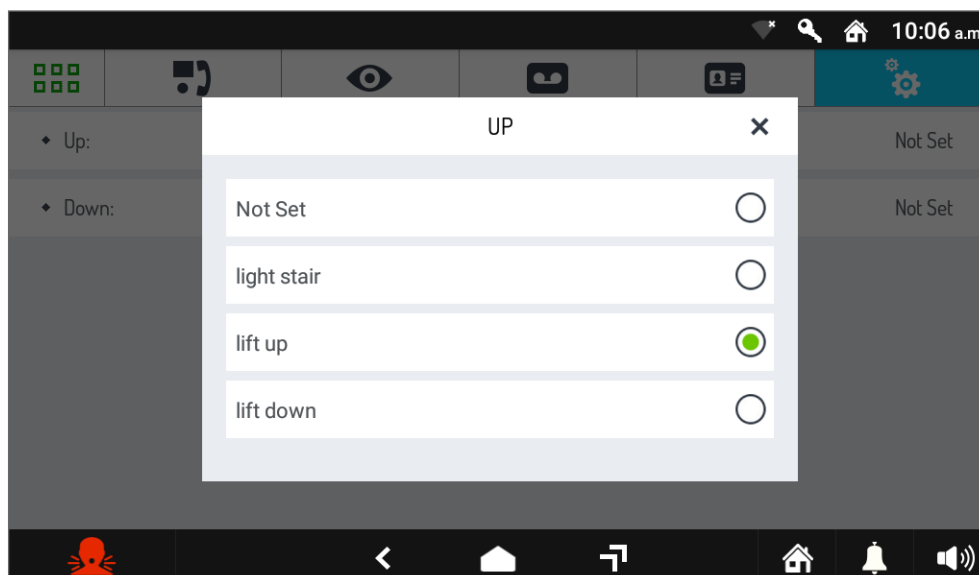 10:06 a.m
UP
Up:
Not Set
Down:
Not Set
Not Set
light stair
lift up
lift down